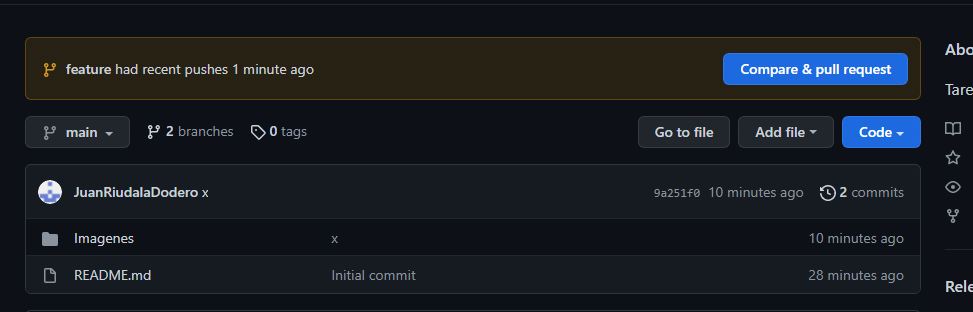 feature had recent pushes 1 minute ago
Compare & pull request
Abo
main
2 branches
0 tags
Go to file
Add file
Code
Tare
JuanRiudalaDodero x
9a251f0 10 minutes ago
2 commits
Imagenes x 10 minutes ago
README.md Initial commit 28 minutes ago
Rele